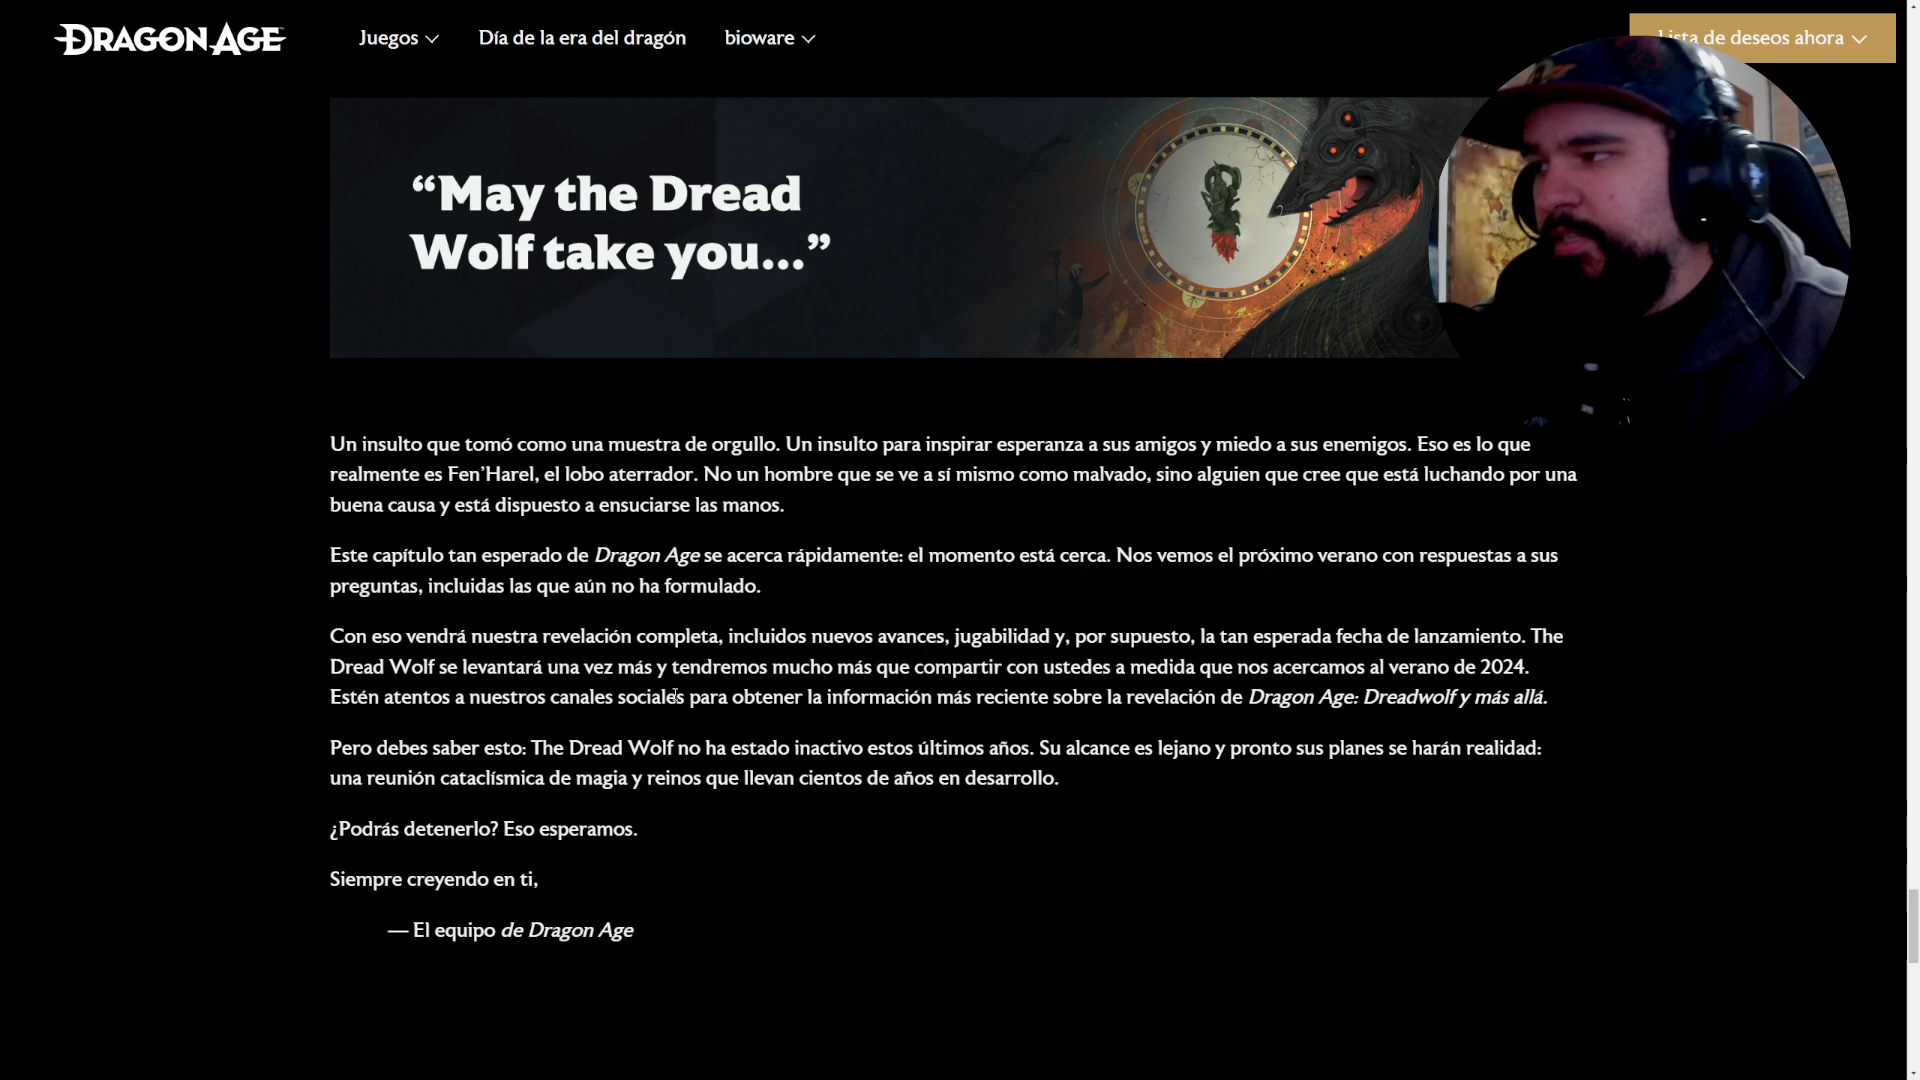 DRAGON AGE
Juegos
Día de la era del dragón
bioware
Lista de deseos ahora
“May the Dread
Wolf take you...”
Un insulto que tomó como una muestra de orgullo. Un insulto para inspirar esperanza a sus amigos y miedo a sus enemigos. Eso es lo que
realmente es Fen’Harel, el lobo aterrador. No un hombre que se ve a sí mismo como malvado, sino alguien que cree que está luchando por una
buena causa y está dispuesto a ensuciarse las manos.
Este capítulo tan esperado de Dragon Age se acerca rápidamente: el momento está cerca. Nos vemos el próximo verano con respuestas a sus
preguntas, incluidas las que aún no ha formulado.
Con eso vendrá nuestra revelación completa, incluidos nuevos avances, jugabilidad y, por supuesto, la tan esperada fecha de lanzamiento. The
Dread Wolf se levantará una vez más y tendremos mucho más que compartir con ustedes a medida que nos acercamos al verano de 2024.
Estén atentos a nuestros canales sociales para obtener la información más reciente sobre la revelación de Dragon Age: Dreadwolf y más allá.
Pero debes saber esto: The Dread Wolf no ha estado inactivo estos últimos años. Su alcance es lejano y pronto sus planes se harán realidad:
una reunión cataclísmica de magia y reinos que llevan cientos de años en desarrollo.
¿Podrás detenerlo? Eso esperamos.
Siempre creyendo en ti,
— El equipo de Dragon Age